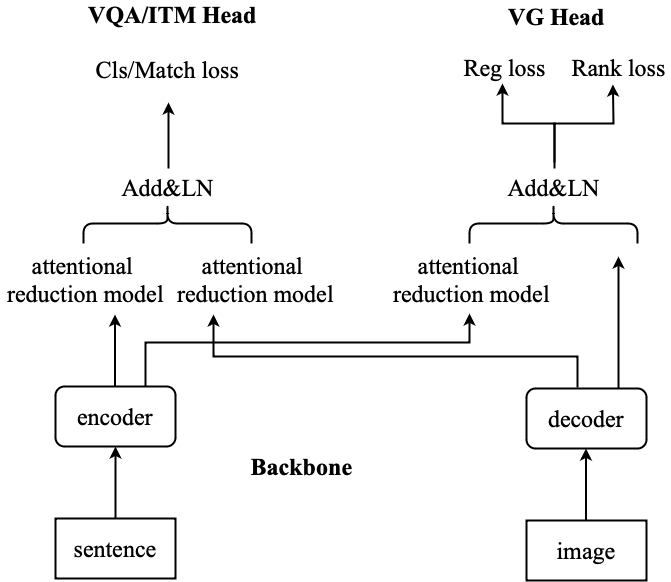 VQA/ITM Head
VG Head
Cls/Match loss
Reg loss
Rank loss
Add&LN
Add&LN
attentional
reduction model
attentional
reduction model
attentional
reduction model
encoder
decoder
Backbone
sentence
image